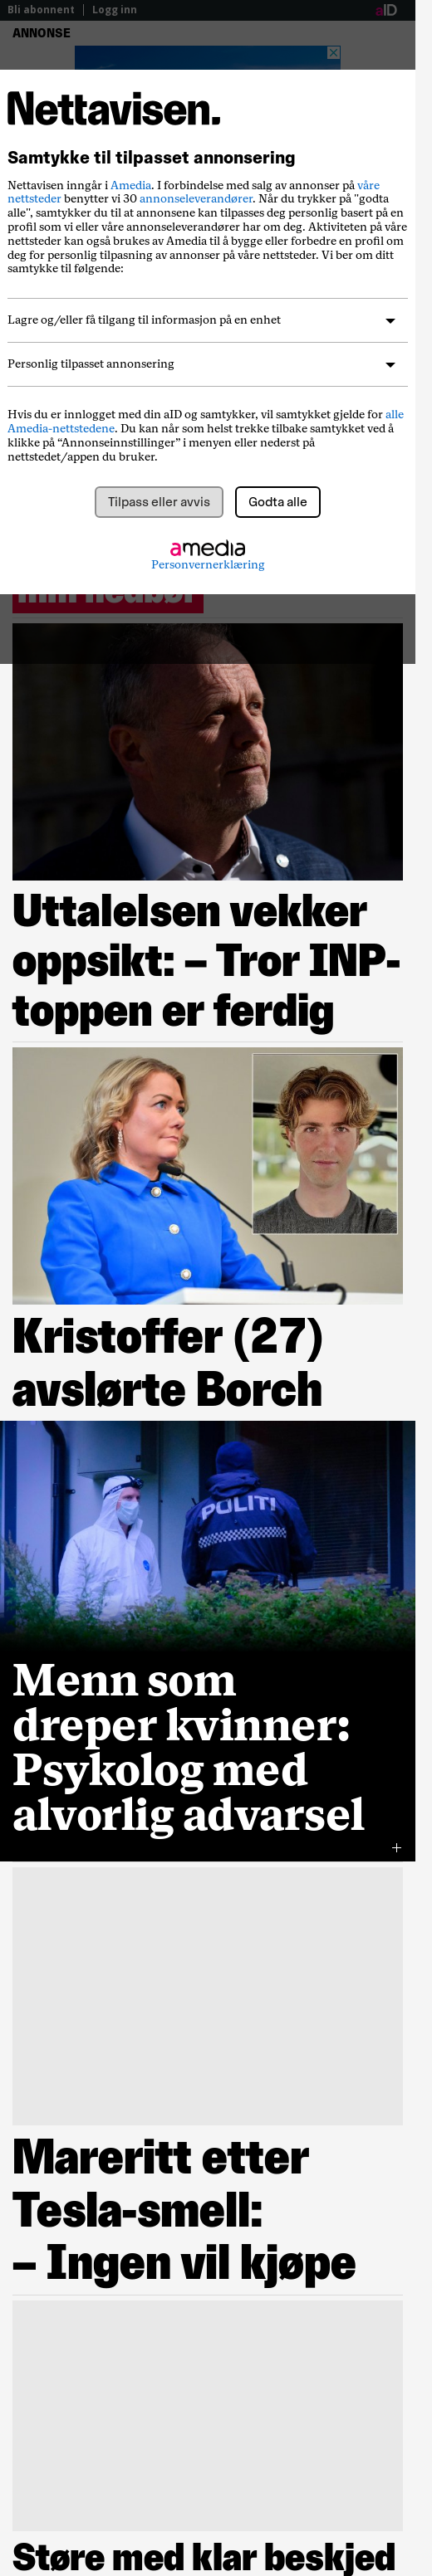 Bli abonnent | Logg inn
aID
ANNONSE
Nettavisen.
Samtykke til tilpasset annonsering
Nettavisen inngår i Amedia. I forbindelse med salg av annonser på våre
nettsteder benytter vi 30 annonseleverandører. Når du trykker på "godta
alle", samtykker du til at annonsene kan tilpasses deg personlig basert på en
profil som vi eller våre annonseleverandører har om deg. Aktiviteten på våre
nettsteder kan også brukes av Amedia til å bygge eller forbedre en profil om
deg for personlig tilpasning av annonser på våre nettsteder. Vi ber om ditt
samtykke til følgende:
Lagre og/eller få tilgang til informasjon på en enhet
Personlig tilpasset annonsering
Hvis du er innlogget med din aID og samtykker, vil samtykket gjelde for alle
Amedia-nettstedene. Du kan når som helst trekke tilbake samtykket ved å
klikke på “Annonseinnstillinger” i menyen eller nederst på
nettstedet/appen du bruker.
Tilpass eller avvis
Godta alle
amedia
Personvernerklæring
Uttalelsen vekker
oppsikt: – Tror INP-
toppen er ferdig
Kristoffer (27)
avslørte Borch
POLITI
Menn som
dreper kvinner:
Psykolog med
alvorlig advarsel
+
Mareritt etter
Tesla-smell:
– Ingen vil kjøpe
Støre med klar beskjed